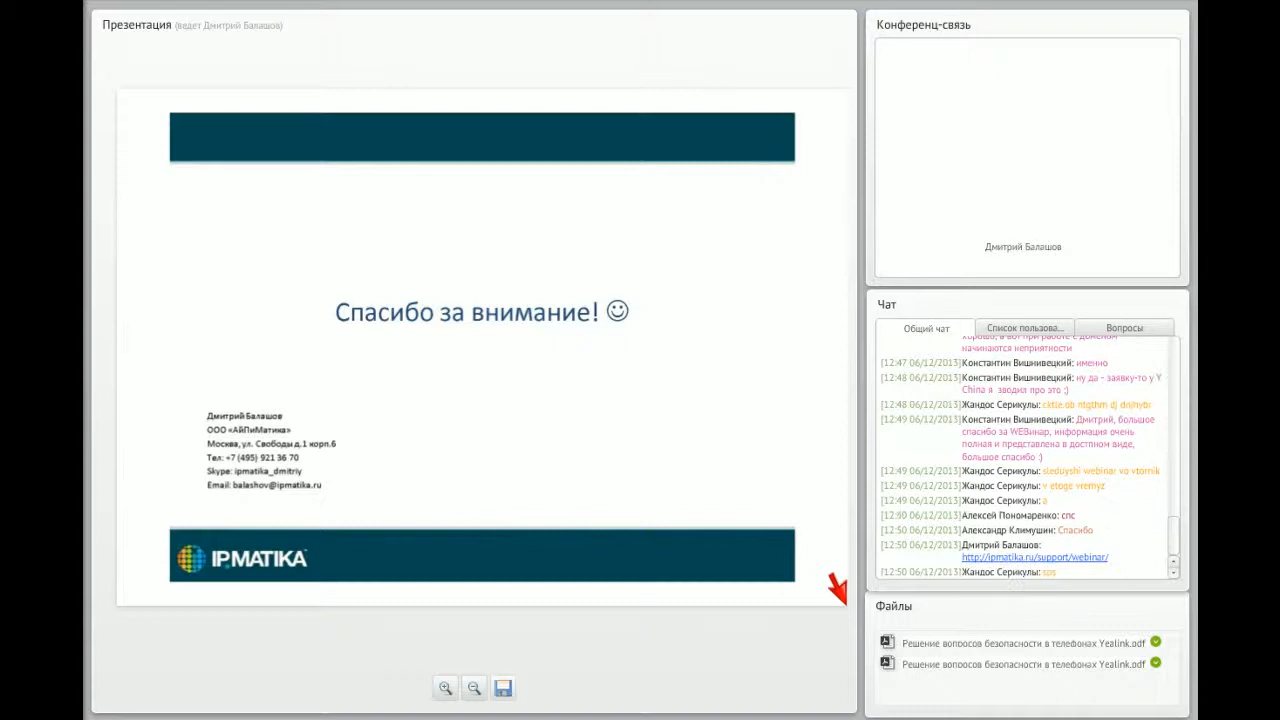 Презентация (ведет Дмитрий Балашов)
Спасибо за внимание! ☺
Дмитрий Балашов
ООО «АйПиМатика»
Москва, ул. Свободы д.1 корп.6
Тел: +7 (495) 921 36 70
Skype: ipmatika_dmitriy
Email: balashov@ipmatika.ru
IPMATIKA
Конференц-связь
Дмитрий Балашов
Чат
Общий чат
Список пользова...
Вопросы
хорошо, а вот при работе с доменом
начинаются неприятности
[12:47 06/12/2013]Константин Вишнивецкий: именно
[12:48 06/12/2013]Константин Вишнивецкий: ну да - заявку-то у Y
China я зводил про это ;)
[12:48 06/12/2013]Жандос Серикулы:
[12:49 06/12/2013]Константин Вишнивецкий: Дмитрий, большое
спасибо за WEBинар, информация очень
полная и представлена в достпном виде,
большое спасибо :)
[12:49 06/12/2013]Жандос Серикулы: sleduyshi webinar vo vtornik
[12:49 06/12/2013]Жандос Серикулы: v etoge vremyz
[12:49 06/12/2013]Жандос Серикулы: a
[12:50 06/12/2013]Алексей Пономаренко: спс
[12:50 06/12/2013]Александр Климушин: Спасибо
[12:50 06/12/2013]Дмитрий Балашов:
http://ipmatika.ru/support/webinar/
[12:50 06/12/2013]Жандос Серикулы: sps
Файлы
Решение вопросов безопасности в телефонах Yealink.pdf
Решение вопросов безопасности в телефонах Yealink.pdf